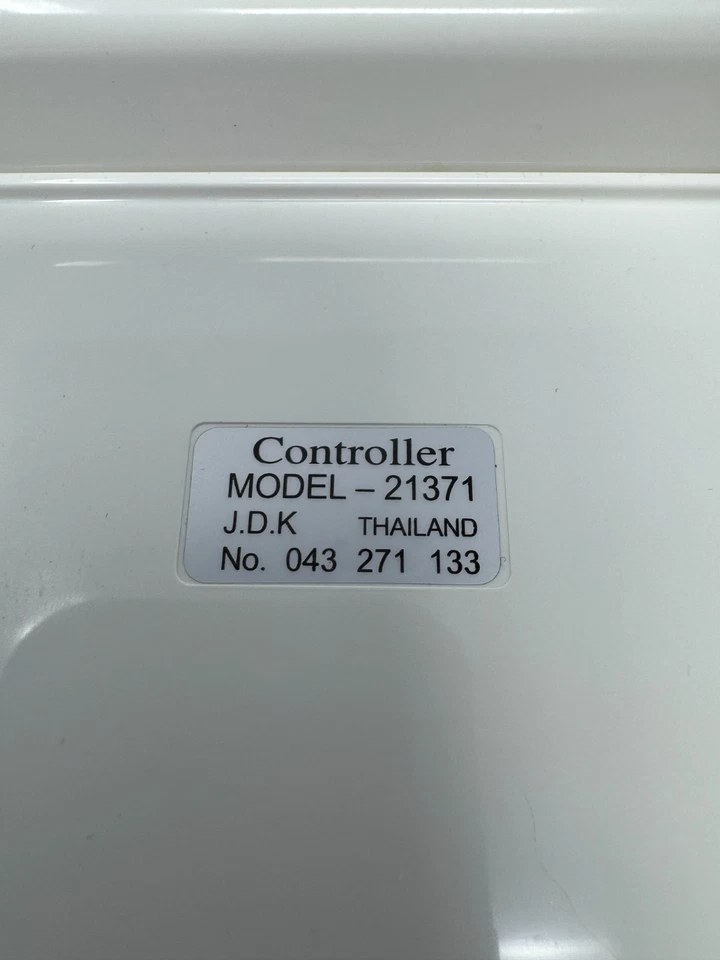 Controller
MODEL – 21371
J.D.K THAILAND
No. 043 271 133